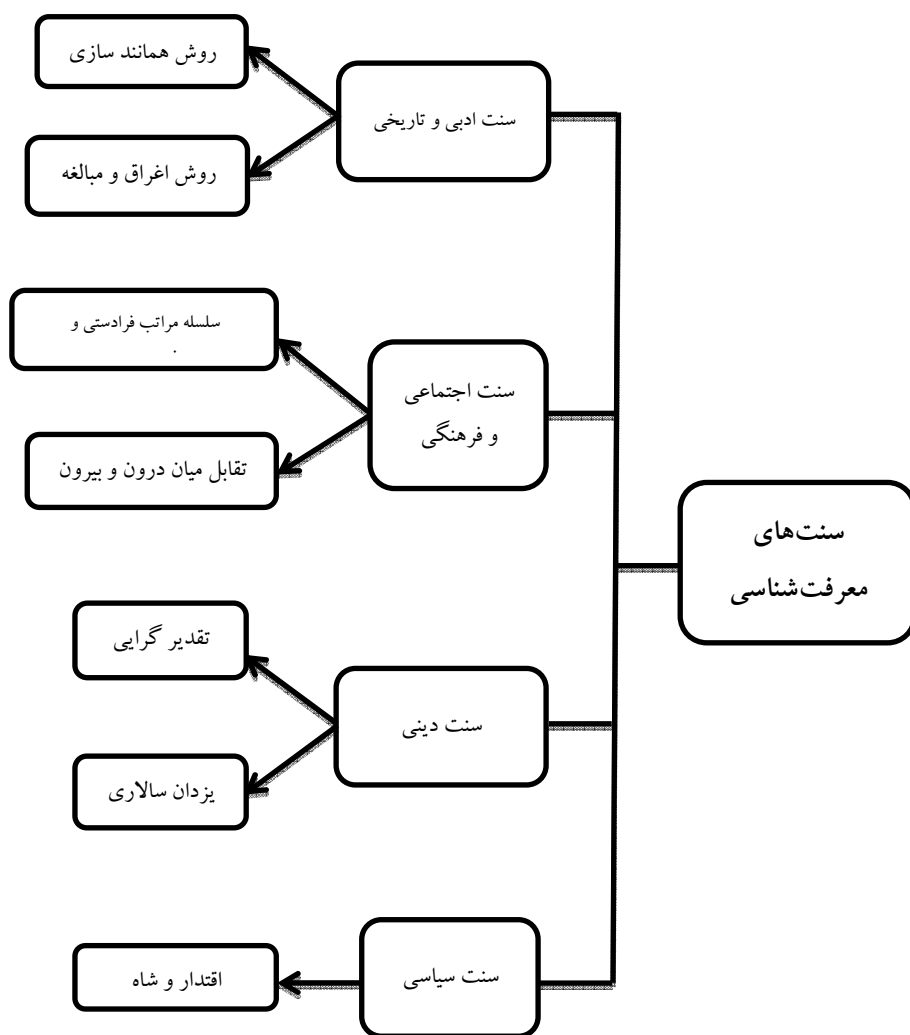 سنت‌های
معرفت‌شناسی
سنت ادبی و تاریخی
روش همانند سازی
روش اغراق و مبالغه
سنت اجتماعی
و فرهنگی
سلسله مراتب فرادستی و
تقابل میان درون و بیرون
سنت دینی
تقدیر گرایی
یزدان سالاری
سنت سیاسی
اقتدار و شاه